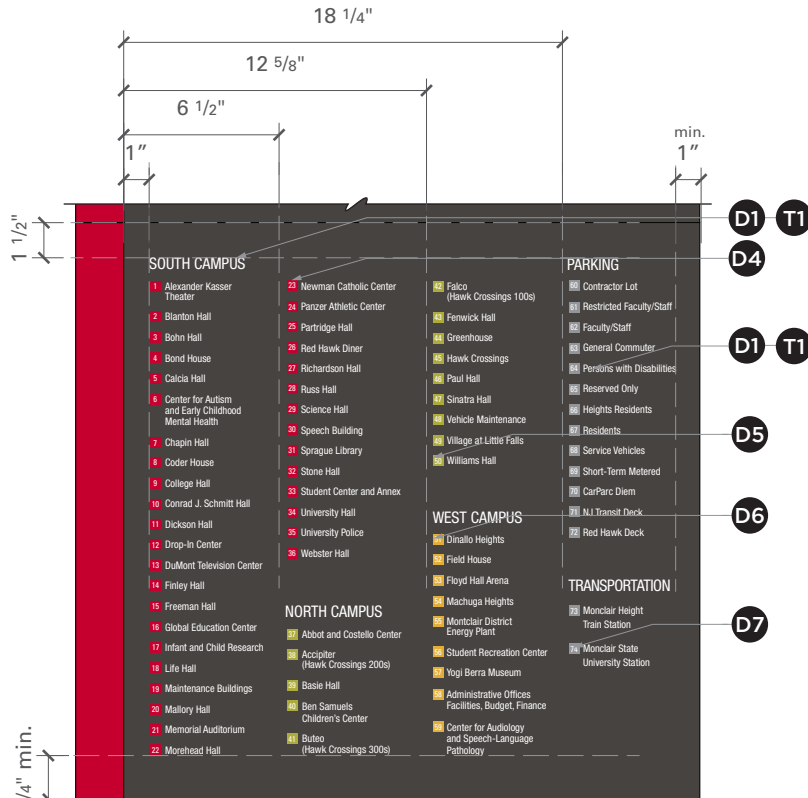 18 1/4"
12 5/8"
6 1/2"
1”
min.
1”
1 1/2"
D1 T1
D4
D1 T1
D5
D6
D7
/4" min.
SOUTH CAMPUS
1 Alexander Kasser
Theater
2 Blanton Hall
3 Bohn Hall
4 Bond House
5 Calcia Hall
6 Center for Autism
and Early Childhood
Mental Health
7 Chapin Hall
8 Coder House
9 College Hall
10 Conrad J. Schmitt Hall
11 Dickson Hall
12 Drop-In Center
13 DuMont Television Center
14 Finley Hall
15 Freeman Hall
16 Global Education Center
17 Infant and Child Research
18 Life Hall
19 Maintenance Buildings
20 Mallory Hall
21 Memorial Auditorium
22 Morehead Hall
23 Newman Catholic Center
24 Panzer Athletic Center
25 Partridge Hall
26 Red Hawk Diner
27 Richardson Hall
28 Russ Hall
29 Science Hall
30 Speech Building
31 Sprague Library
32 Stone Hall
33 Student Center and Annex
34 University Hall
35 University Police
36 Webster Hall
NORTH CAMPUS
37 Abbot and Costello Center
38 Accipiter
(Hawk Crossings 200s)
39 Basie Hall
40 Ben Samuels
Children's Center
41 Buteo
(Hawk Crossings 300s)
42 Falco
(Hawk Crossings 100s)
43 Fenwick Hall
44 Greenhouse
45 Hawk Crossings
46 Paul Hall
47 Sinatra Hall
48 Vehicle Maintenance
49 Village at Little Falls
50 Williams Hall
WEST CAMPUS
51 Dinallo Heights
52 Field House
53 Floyd Hall Arena
54 Machuga Heights
55 Montclair District
Energy Plant
56 Student Recreation Center
57 Yogi Berra Museum
58 Administrative Offices
Facilities, Budget, Finance
59 Center for Audiology
and Speech-Language
Pathology
PARKING
60 Contractor Lot
61 Restricted Faculty/Staff
62 Faculty/Staff
63 General Commuter
64 Persons with Disabilities
65 Reserved Only
66 Heights Residents
67 Residents
68 Service Vehicles
69 Short-Term Metered
70 CarParc Diem
71 NJ Transit Deck
72 Red Hawk Deck
TRANSPORTATION
73 Monclair Height
Train Station
74 Monclair State
University Station